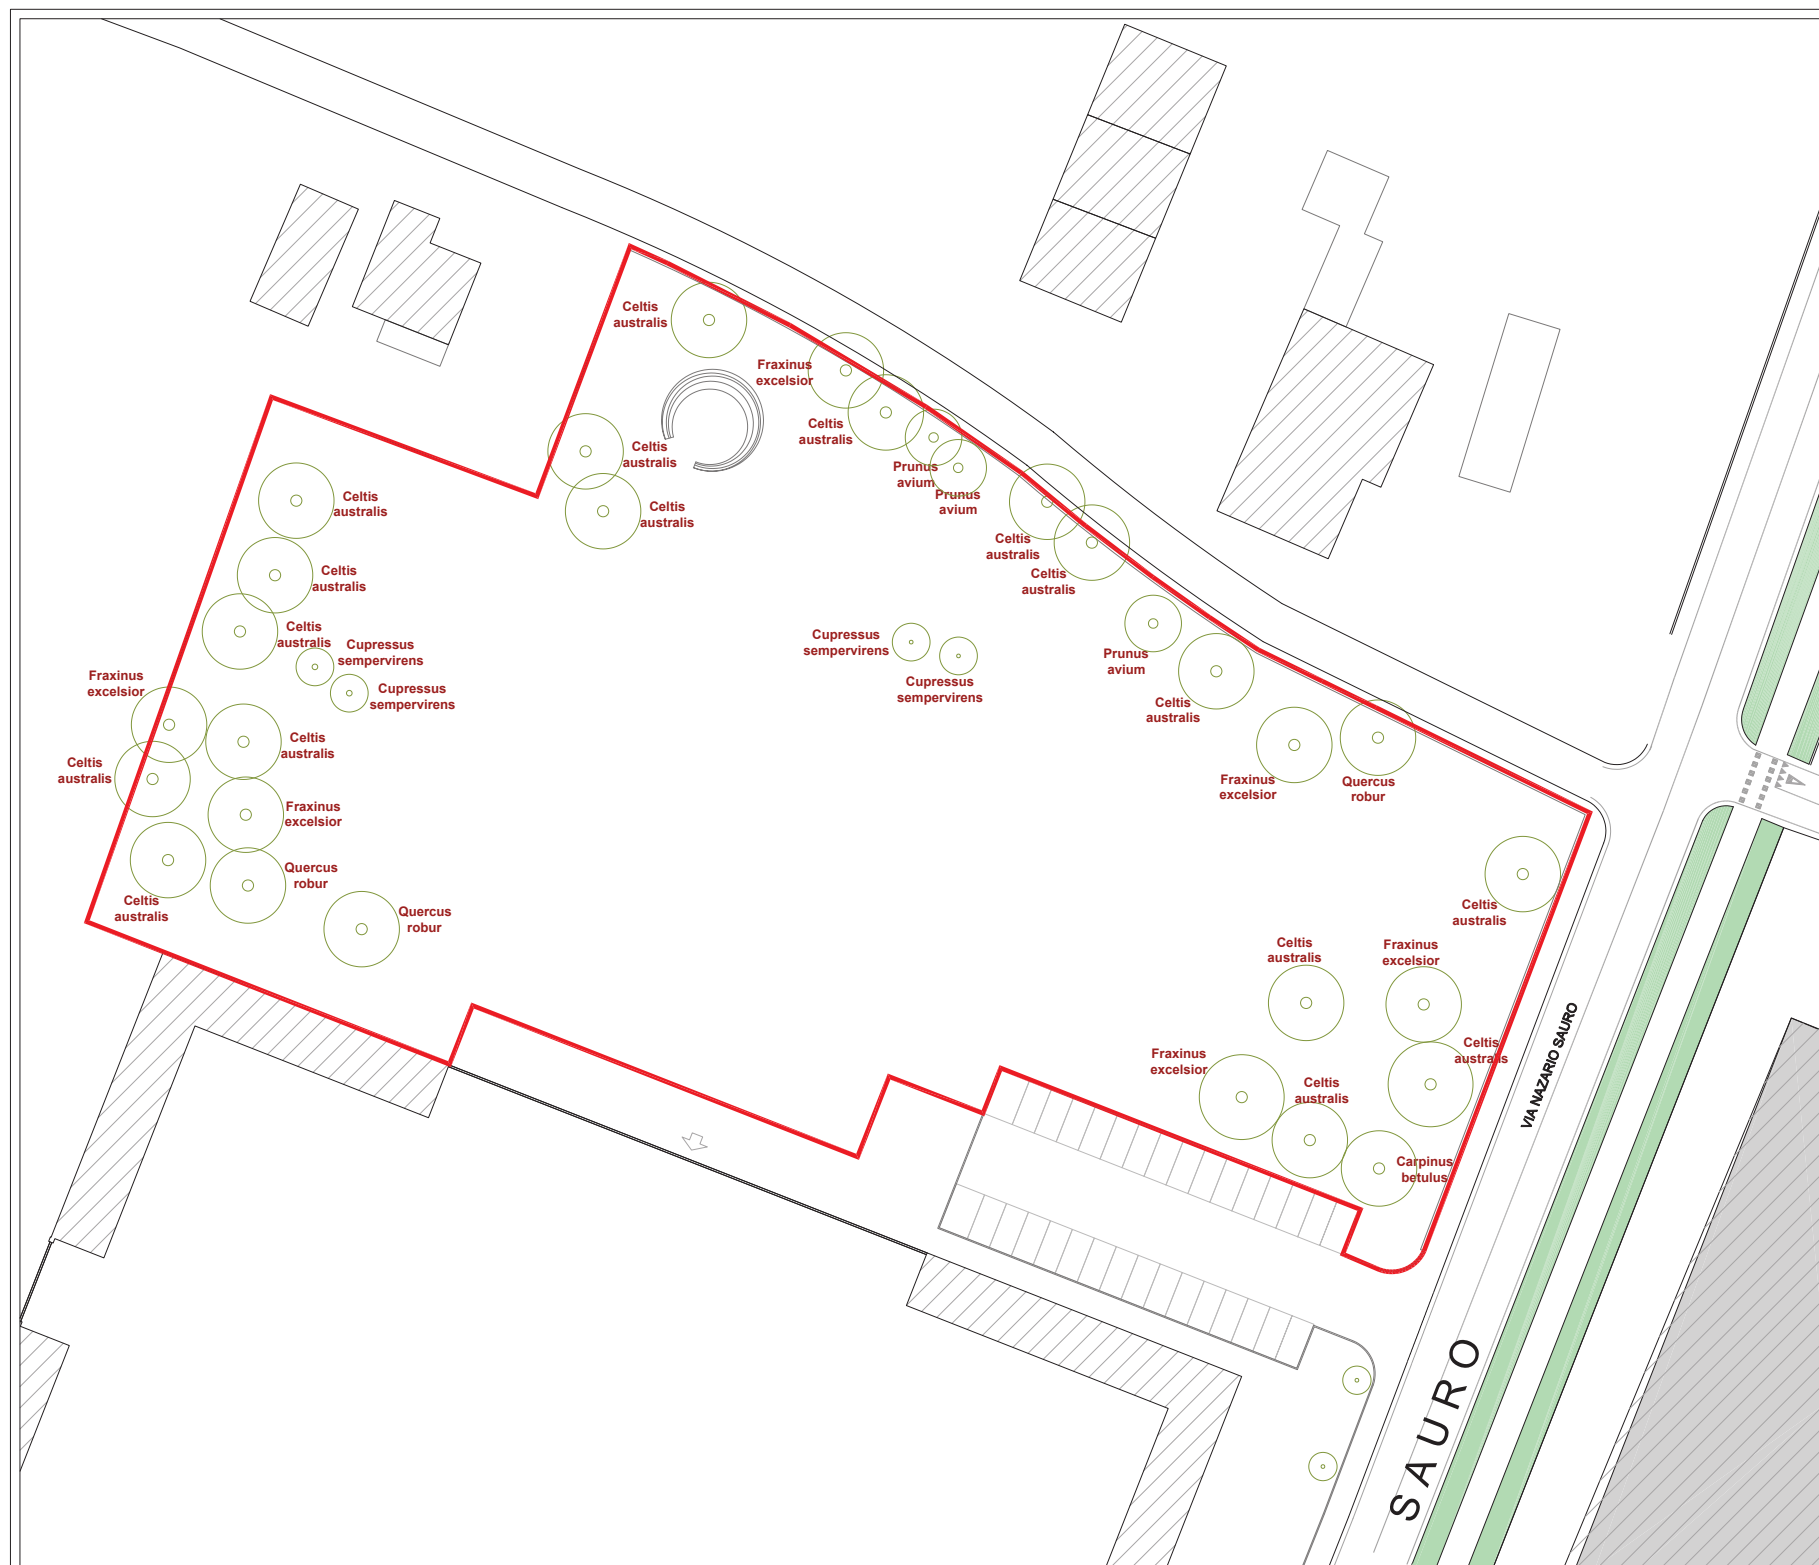 Celtis
australis
Fraxinus
excelsior
Celtis
australis
Celtis
australis
Prunus
avium
Prunus
avium
Celtis
australis
Celtis
australis
Celtis
australis
Celtis
australis
Celtis
australis
Celtis
australis
Cupressus
sempervirens
Cupressus
sempervirens
Cupressus
sempervirens
Cupressus
sempervirens
Prunus
avium
Celtis
australis
Fraxinus
excelsior
Celtis
australis
Celtis
australis
Fraxinus
excelsior
Quercus
robur
Fraxinus
excelsior
Quercus
robur
Celtis
australis
Quercus
robur
Celtis
australis
Celtis
australis
Fraxinus
excelsior
Celtis
australis
Fraxinus
excelsior
Celtis
australis
Carpinus
betulus
VIA NAZARIO SAURO
SAURO